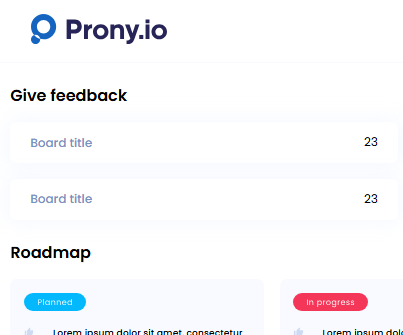 Prony.io
Give feedback
Board title 23
Board title 23
Roadmap
Planned
In progress
Lorem ipsum dolor sit amet, consectetur
Lorem ipsum